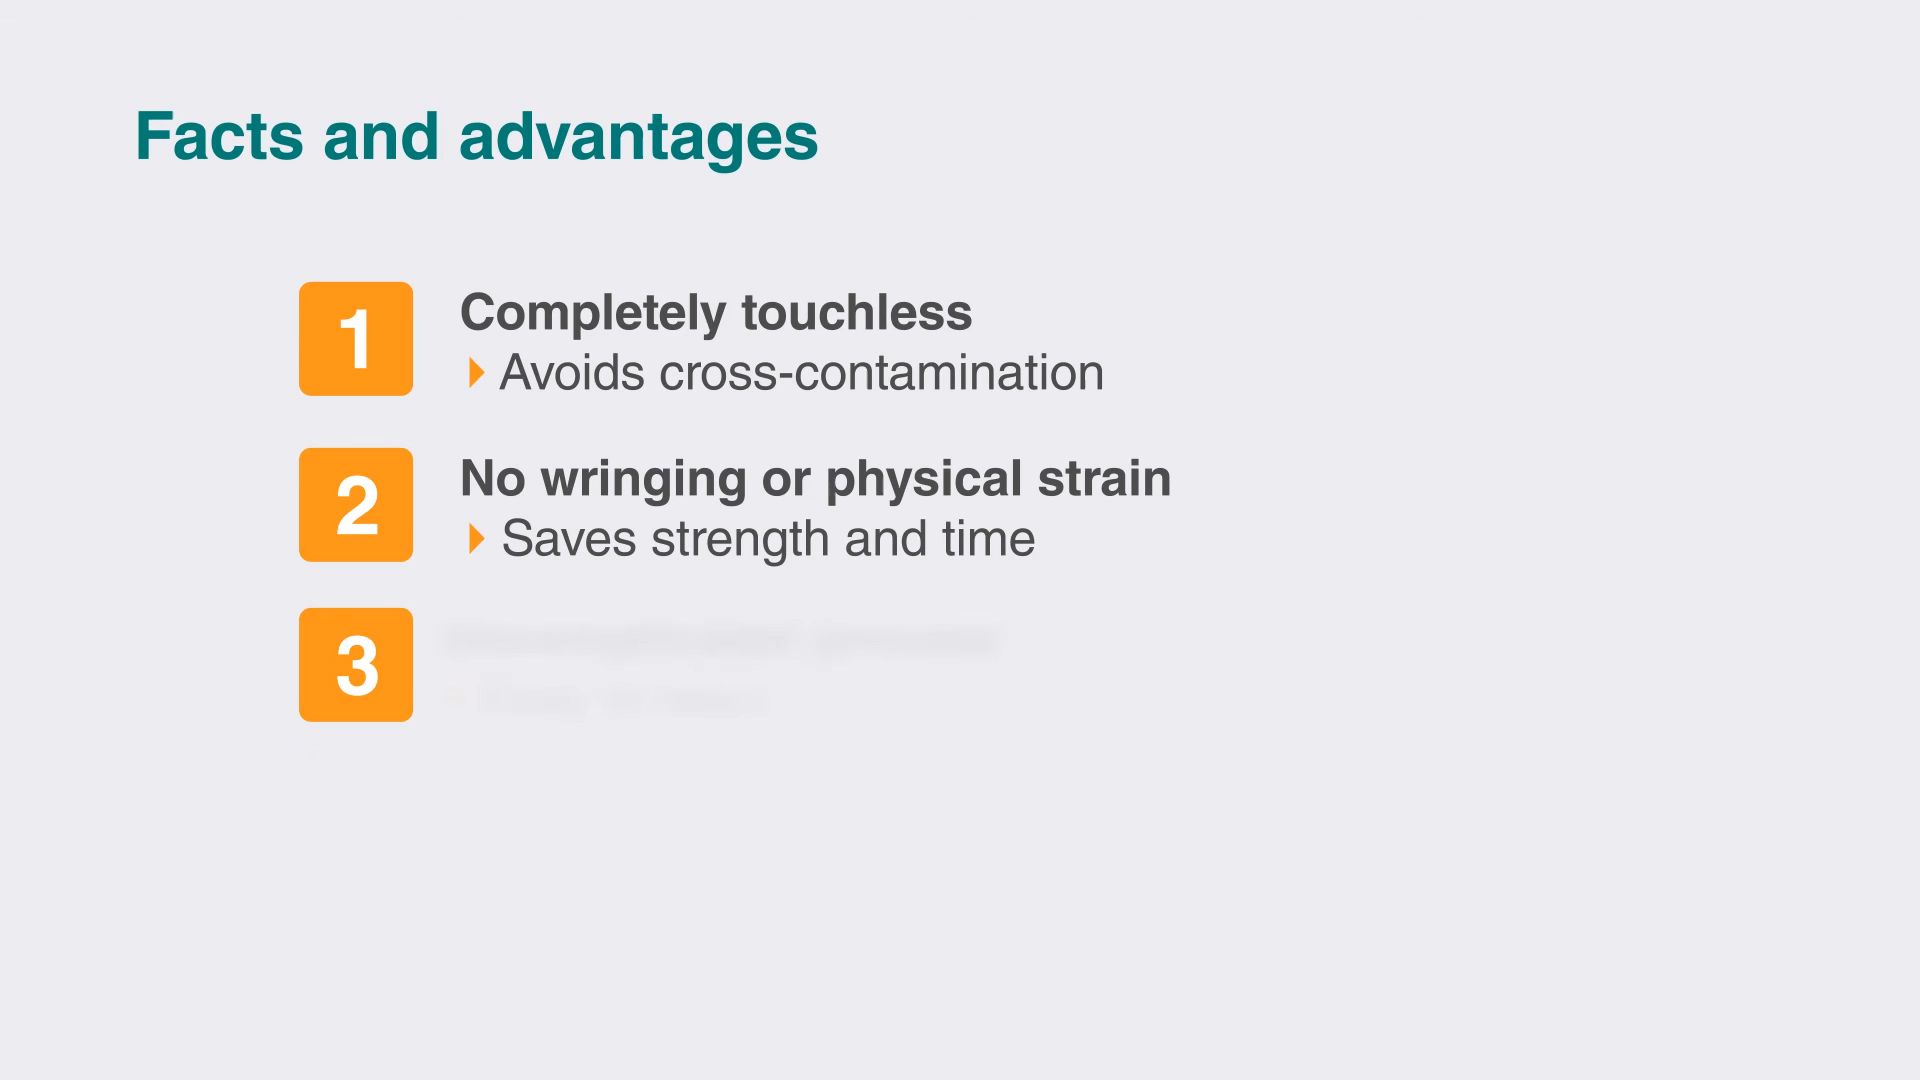 Facts and advantages
1
Completely touchless
Avoids cross-contamination
2
No wringing or physical strain
Saves strength and time
3